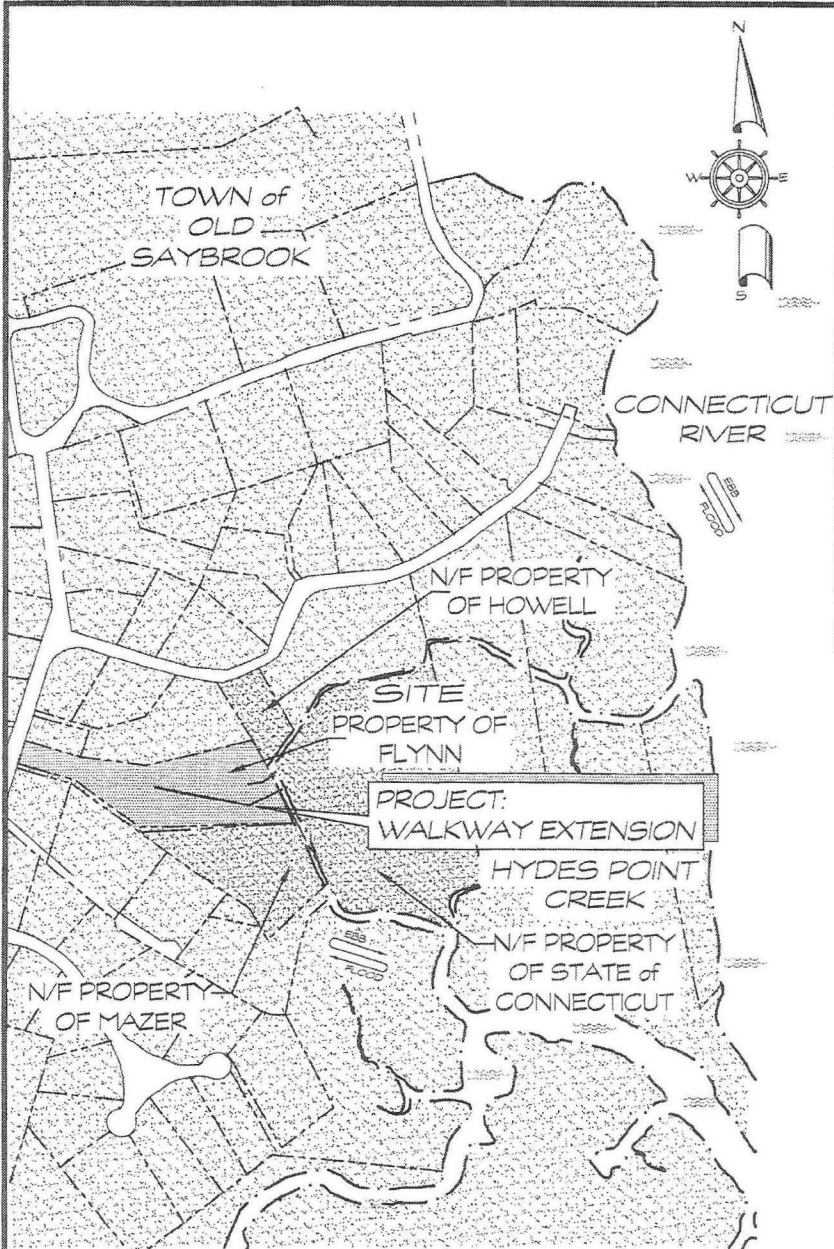 N
W
E
S
TOWN of
OLD
SAYBROOK
CONNECTICUT
RIVER
EBB
FLOOD
N/F PROPERTY
OF HOWELL
SITE
PROPERTY OF
FLYNN
PROJECT:
WALKWAY EXTENSION
HYDES POINT
CREEK
EBB
FLOOD
N/F PROPERTY
OF STATE of
CONNECTICUT
N/F PROPERTY
OF MAZER